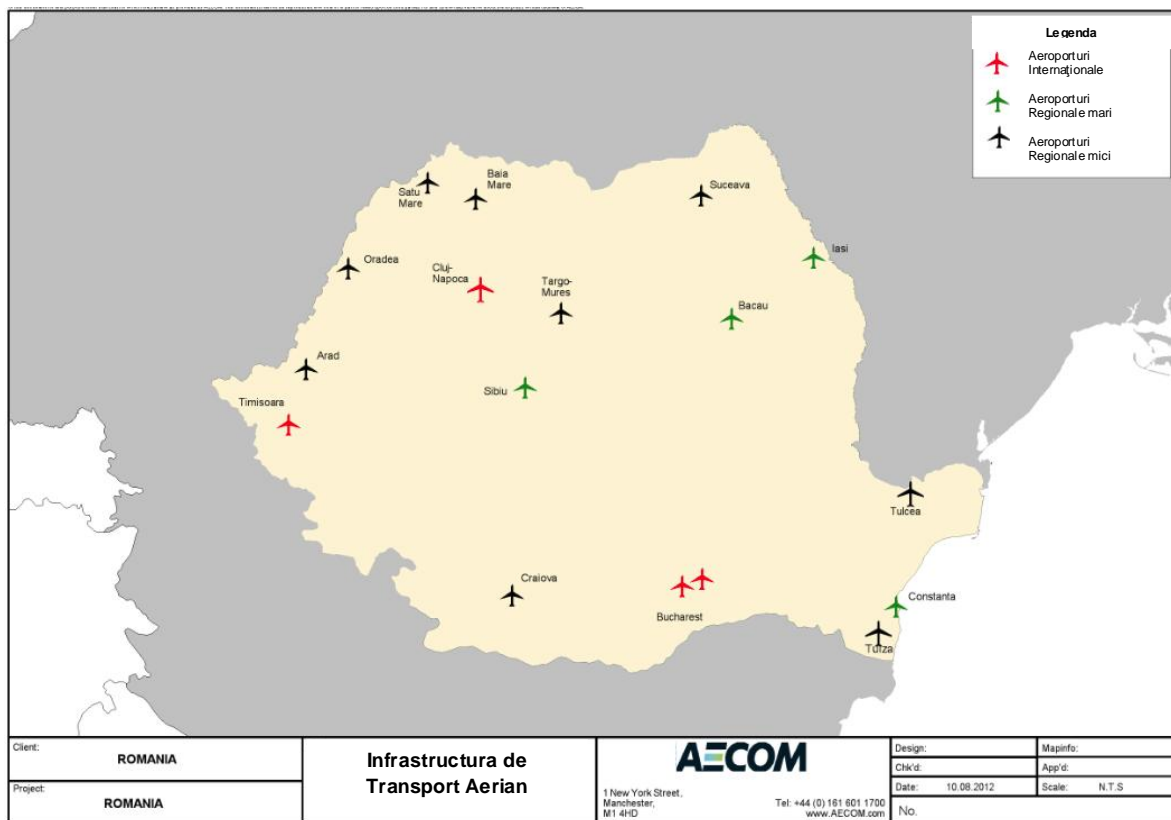 Legenda
Aeroporturi
Internaţionale
Aeroporturi
Regionale mari
Aeroporturi
Regionale mici
Satu
Mare
Baia
Mare
Suceava
Iasi
Oradea
Cluj-
Napoca
Targo-
Mures
Bacau
Arad
Sibiu
Timisoara
Tulcea
Craiova
Bucharest
Constanta
Tuzla
Client:
ROMANIA
Project:
ROMANIA
Infrastructura de
Transport Aerian
AECOM
1 New York Street,
Manchester,
M1 4HD
Tel: +44 (0) 161 601 1700
www.AECOM.com
Design:
Mapinfo:
Chk'd:
App'd:
Date: 10.08.2012
Scale: N.T.S
No.